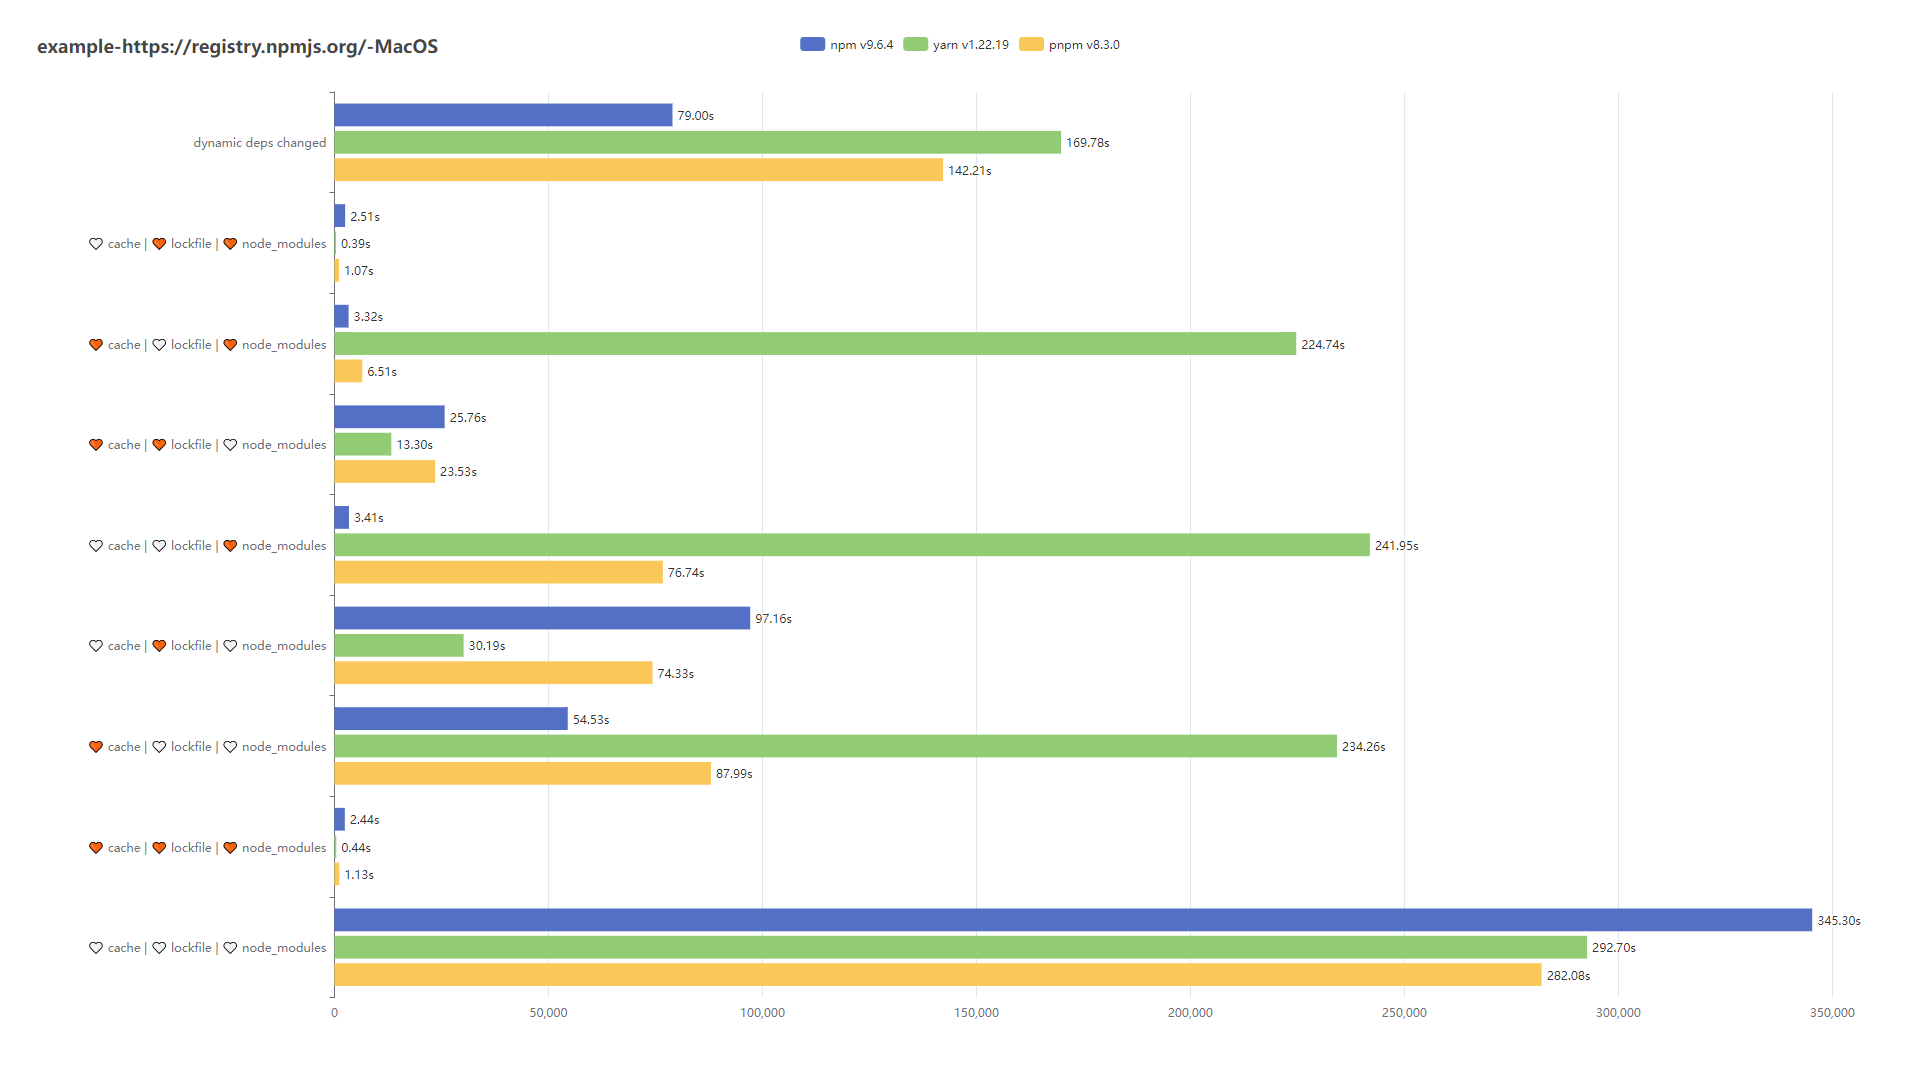 example-https://registry.npmjs.org/-MacOS
npm v9.6.4 yarn v1.22.19 pnpm v8.3.0
dynamic deps changed
79.00s
169.78s
142.21s
🤍 cache | 🧡 lockfile | 🧡 node_modules
2.51s
0.39s
1.07s
🧡 cache | 🤍 lockfile | 🧡 node_modules
3.32s
224.74s
6.51s
🧡 cache | 🧡 lockfile | 🤍 node_modules
25.76s
13.30s
23.53s
🤍 cache | 🤍 lockfile | 🧡 node_modules
3.41s
241.95s
76.74s
🤍 cache | 🧡 lockfile | 🤍 node_modules
97.16s
30.19s
74.33s
🧡 cache | 🤍 lockfile | 🤍 node_modules
54.53s
234.26s
87.99s
🧡 cache | 🧡 lockfile | 🧡 node_modules
2.44s
0.44s
1.13s
🤍 cache | 🤍 lockfile | 🤍 node_modules
345.30s
292.70s
282.08s
0 50,000 100,000 150,000 200,000 250,000 300,000 350,000